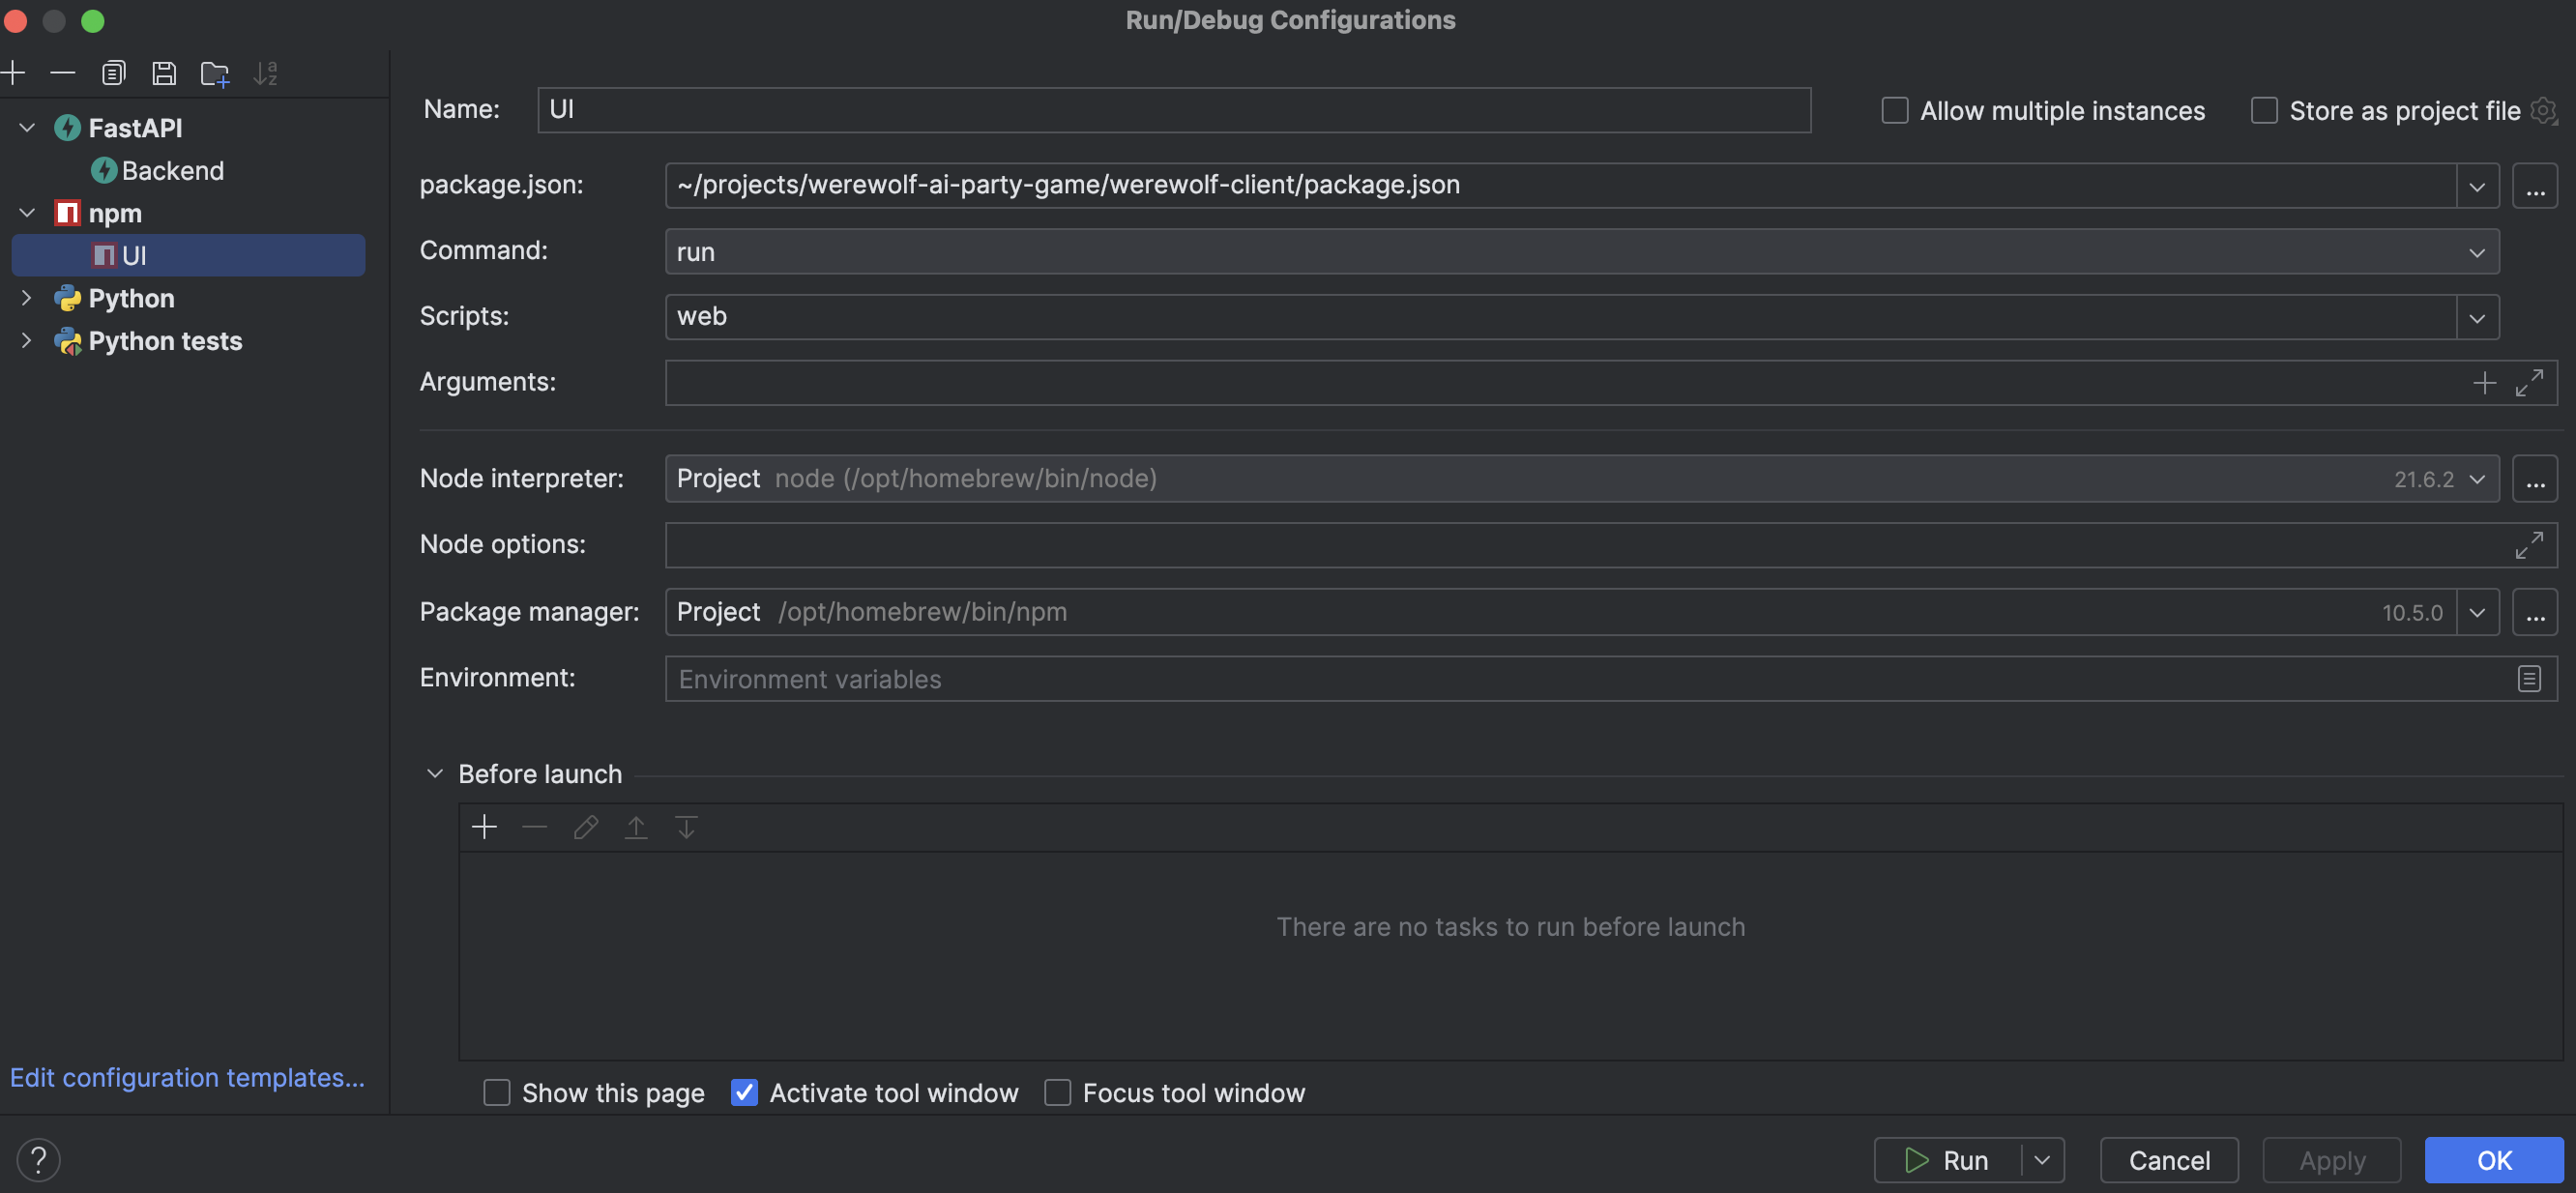 Run/Debug Configurations
FastAPI
Backend
npm
UI
Python
Python tests
Edit configuration templates...
Name: UI Allow multiple instances Store as project file
package.json: ~/projects/werewolf-ai-party-game/werewolf-client/package.json ...
Command: run
Scripts: web
Arguments:
Node interpreter: Project node (/opt/homebrew/bin/node) 21.6.2 ...
Node options:
Package manager: Project /opt/homebrew/bin/npm 10.5.0 ...
Environment: Environment variables
Before launch
There are no tasks to run before launch
Show this page Activate tool window Focus tool window
? Run Cancel Apply OK